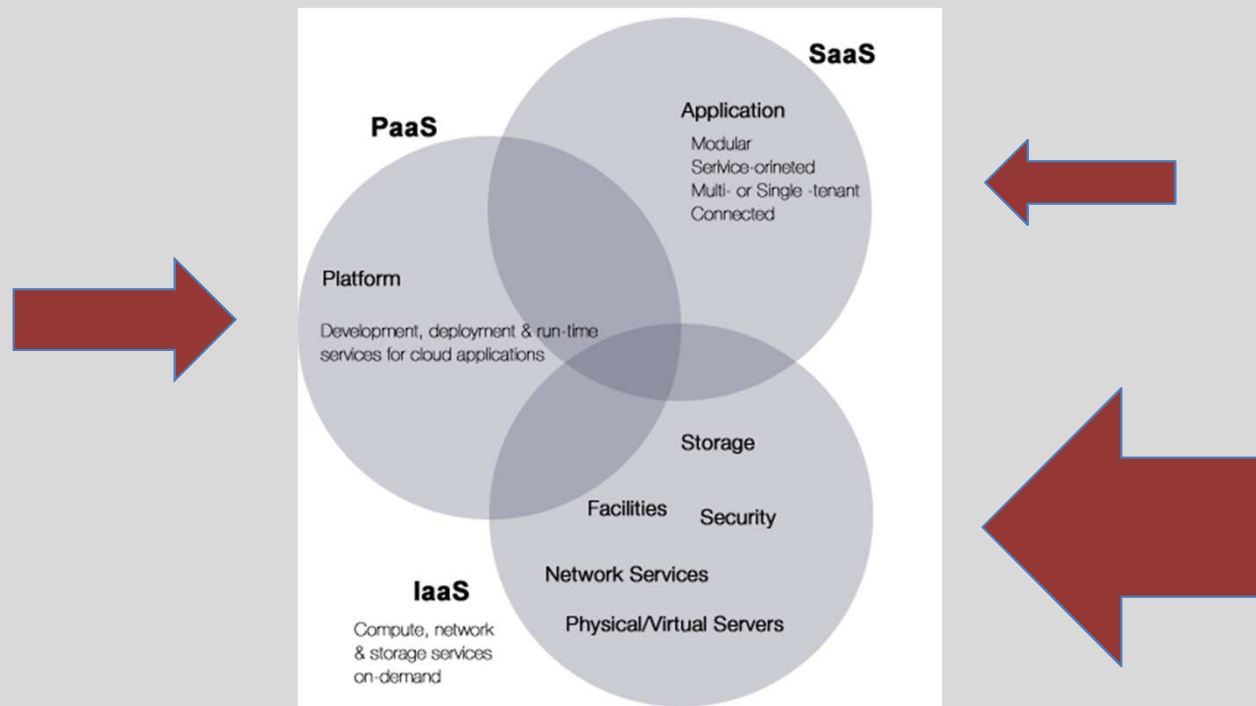 SaaS
Application
Modular
Serivice-orineted
Multi- or Single -tenant
Connected
PaaS
Platform
Development, deployment & run-time
services for cloud applications
Storage
Facilities
Security
Network Services
Physical/Virtual Servers
IaaS
Compute, network
& storage services
on-demand